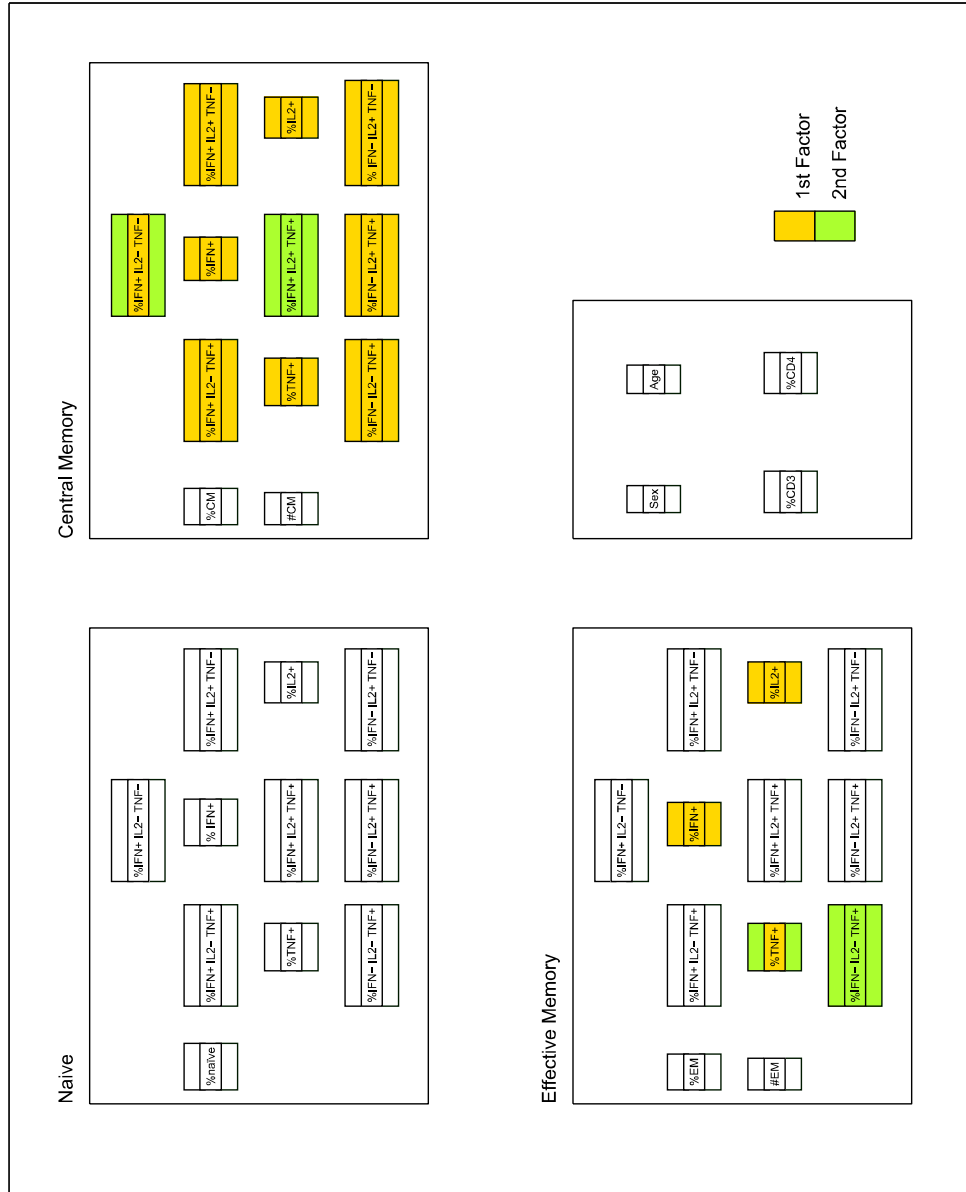 Naive
%IFN+ IL2− TNF−
%IFN+ IL2− TNF+
%IFN+
%IFN+ IL2+ TNF−
%naïve
%TNF+
%IFN+ IL2+ TNF+
%IL2+
%IFN− IL2− TNF+
%IFN− IL2+ TNF+
%IFN− IL2+ TNF−
Central Memory
%IFN+ IL2− TNF−
%CM
%IFN+ IL2− TNF+
%IFN+
%IFN+ IL2+ TNF−
#CM
%TNF+
%IFN+ IL2+ TNF+
%IL2+
%IFN− IL2− TNF+
%IFN− IL2+ TNF+
% IFN− IL2+ TNF−
Effective Memory
%IFN+ IL2− TNF−
%EM
%IFN+ IL2− TNF+
%IFN+
%IFN+ IL2+ TNF−
#EM
%TNF+
%IFN+ IL2+ TNF+
%IL2+
%IFN− IL2− TNF+
%IFN− IL2+ TNF+
%IFN− IL2+ TNF−
Sex
Age
%CD3
%CD4
1st Factor
2nd Factor